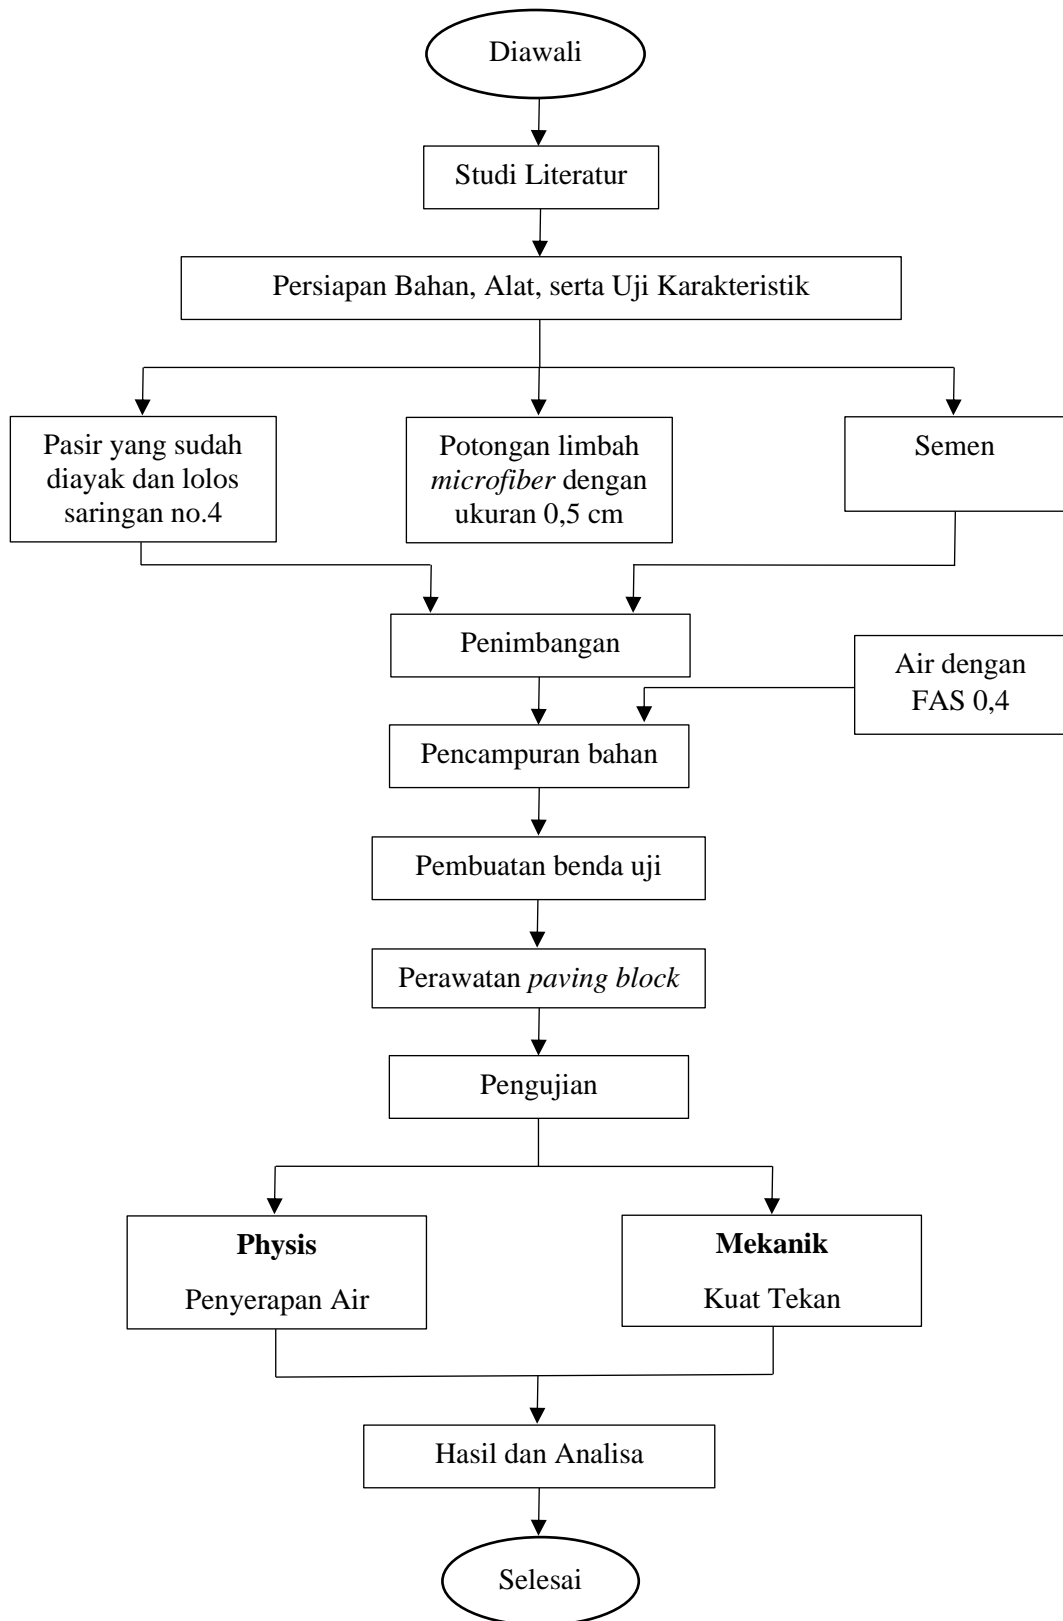 Diawali
Studi Literatur
Persiapan Bahan, Alat, serta Uji Karakteristik
Pasir yang sudah
diayak dan lolos
saringan no.4
Potongan limbah
microfiber dengan
ukuran 0,5 cm
Semen
Penimbangan
Air dengan
FAS 0,4
Pencampuran bahan
Pembuatan benda uji
Perawatan paving block
Pengujian
Physis
Penyerapan Air
Mekanik
Kuat Tekan
Hasil dan Analisa
Selesai